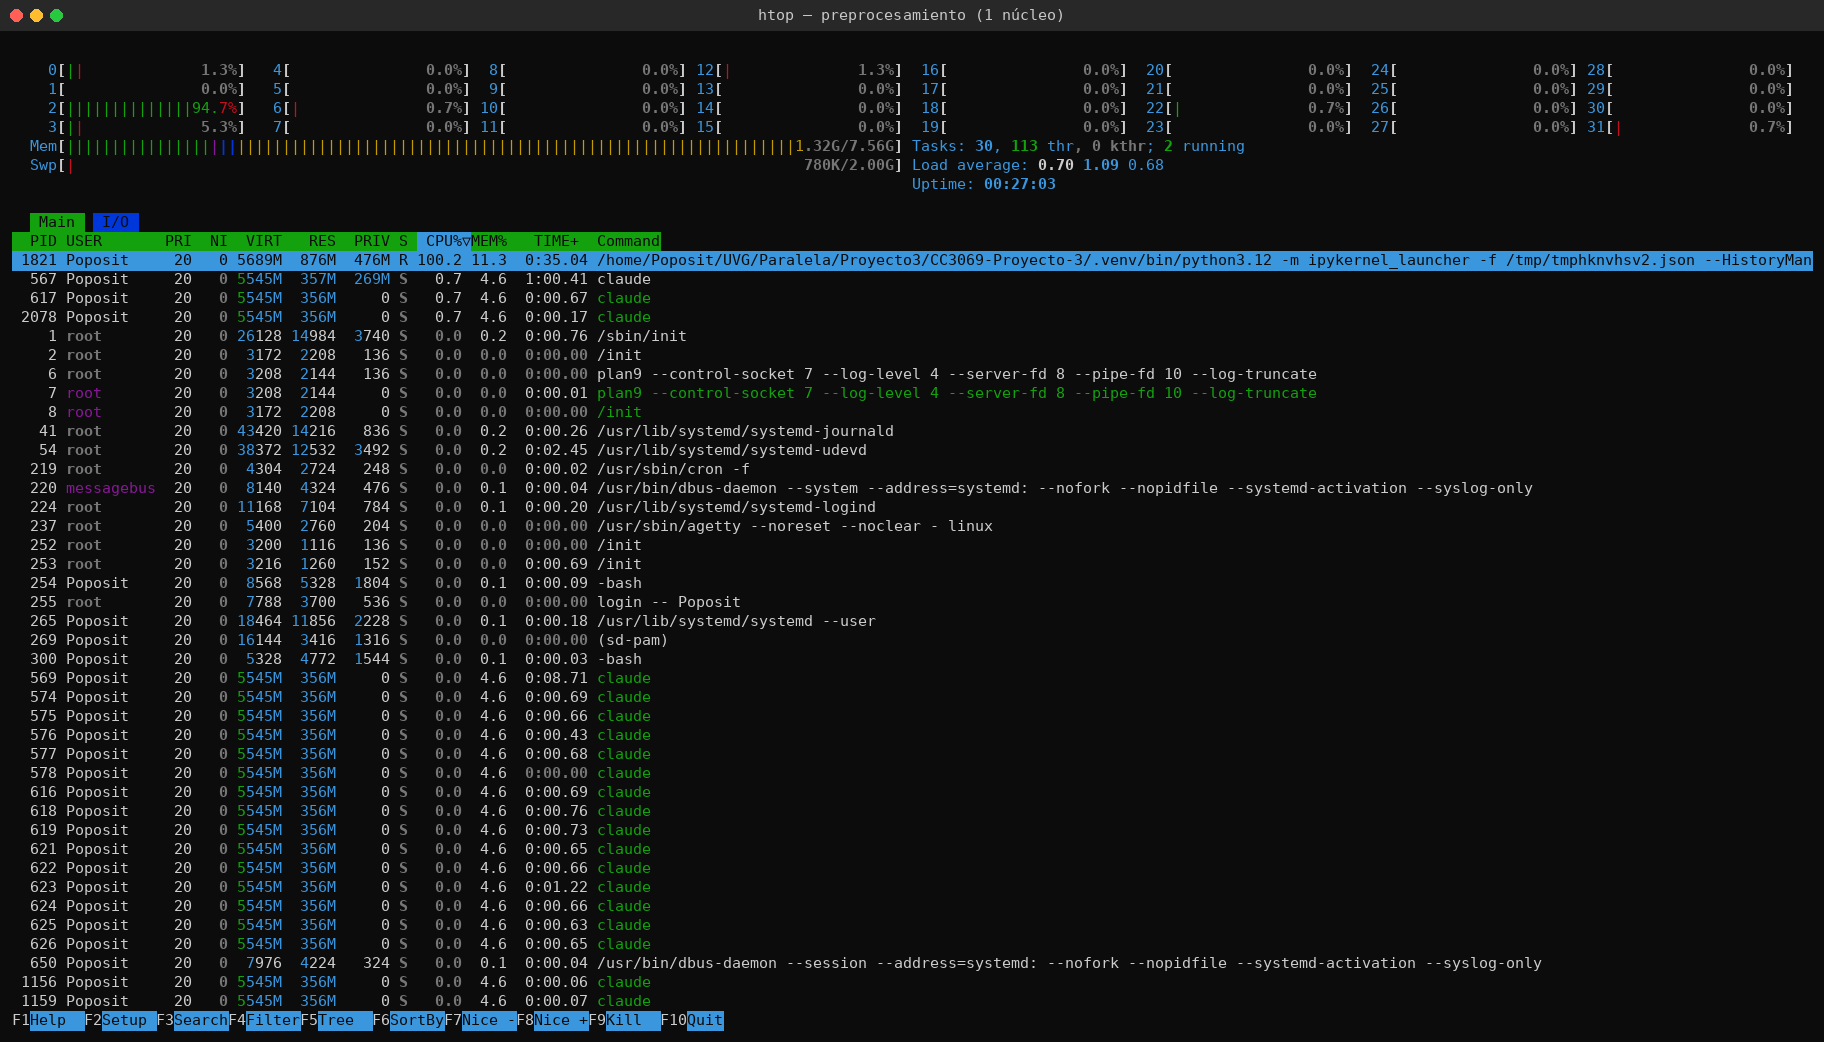 htop — preprocesamiento (1 núcleo)
0[|| 1.3%] 4[ 0.0%] 8[ 0.0%] 12[| 1.3%] 16[ 0.0%] 20[ 0.0%] 24[ 0.0%] 28[ 0.0%]
1[ 0.0%] 5[ 0.0%] 9[ 0.0%] 13[ 0.0%] 17[ 0.0%] 21[ 0.0%] 25[ 0.0%] 29[ 0.0%]
2[||||||||||||||94.7%] 6[| 0.7%] 10[ 0.0%] 14[ 0.0%] 18[ 0.0%] 22[| 0.7%] 26[ 0.0%] 30[ 0.0%]
3[|| 5.3%] 7[ 0.0%] 11[ 0.0%] 15[ 0.0%] 19[ 0.0%] 23[ 0.0%] 27[ 0.0%] 31[| 0.7%]
Mem[|||||||||||||||||||||||||||||||||||||||||||||||||||||||||||||||||||||||||||||||||1.32G/7.56G] Tasks: 30, 113 thr, 0 kthr; 2 running
Swp[| 780K/2.00G] Load average: 0.70 1.09 0.68
Uptime: 00:27:03
Main I/O
PID USER PRI NI VIRT RES PRIV S CPU%▽MEM% TIME+ Command
1821 Poposit 20 0 5689M 876M 476M R 100.2 11.3 0:35.04 /home/Poposit/UVG/Paralela/Proyecto3/CC3069-Proyecto-3/.venv/bin/python3.12 -m ipykernel_launcher -f /tmp/tmphknvhsv2.json --HistoryMan
567 Poposit 20 0 5545M 357M 269M S 0.7 4.6 1:00.41 claude
617 Poposit 20 0 5545M 356M 0 S 0.7 4.6 0:00.67 claude
2078 Poposit 20 0 5545M 356M 0 S 0.7 4.6 0:00.17 claude
1 root 20 0 26128 14984 3740 S 0.0 0.2 0:00.76 /sbin/init
2 root 20 0 3172 2208 136 S 0.0 0.0 0:00.00 /init
6 root 20 0 3208 2144 136 S 0.0 0.0 0:00.00 plan9 --control-socket 7 --log-level 4 --server-fd 8 --pipe-fd 10 --log-truncate
7 root 20 0 3208 2144 0 S 0.0 0.0 0:00.01 plan9 --control-socket 7 --log-level 4 --server-fd 8 --pipe-fd 10 --log-truncate
8 root 20 0 3172 2208 0 S 0.0 0.0 0:00.00 /init
41 root 20 0 43420 14216 836 S 0.0 0.2 0:00.26 /usr/lib/systemd/systemd-journald
54 root 20 0 38372 12532 3492 S 0.0 0.2 0:02.45 /usr/lib/systemd/systemd-udevd
219 root 20 0 4304 2724 248 S 0.0 0.0 0:00.02 /usr/sbin/cron -f
220 messagebus 20 0 8140 4324 476 S 0.0 0.1 0:00.04 /usr/bin/dbus-daemon --system --address=systemd: --nofork --nopidfile --systemd-activation --syslog-only
224 root 20 0 11168 7104 784 S 0.0 0.1 0:00.20 /usr/lib/systemd/systemd-logind
237 root 20 0 5400 2760 204 S 0.0 0.0 0:00.00 /usr/sbin/agetty --noreset --noclear - linux
252 root 20 0 3200 1116 136 S 0.0 0.0 0:00.00 /init
253 root 20 0 3216 1260 152 S 0.0 0.0 0:00.69 /init
254 Poposit 20 0 8568 5328 1804 S 0.0 0.1 0:00.09 -bash
255 root 20 0 7788 3700 536 S 0.0 0.0 0:00.00 login -- Poposit
265 Poposit 20 0 18464 11856 2228 S 0.0 0.1 0:00.18 /usr/lib/systemd/systemd --user
269 Poposit 20 0 16144 3416 1316 S 0.0 0.0 0:00.00 (sd-pam)
300 Poposit 20 0 5328 4772 1544 S 0.0 0.1 0:00.03 -bash
569 Poposit 20 0 5545M 356M 0 S 0.0 4.6 0:08.71 claude
574 Poposit 20 0 5545M 356M 0 S 0.0 4.6 0:00.69 claude
575 Poposit 20 0 5545M 356M 0 S 0.0 4.6 0:00.66 claude
576 Poposit 20 0 5545M 356M 0 S 0.0 4.6 0:00.43 claude
577 Poposit 20 0 5545M 356M 0 S 0.0 4.6 0:00.68 claude
578 Poposit 20 0 5545M 356M 0 S 0.0 4.6 0:00.00 claude
616 Poposit 20 0 5545M 356M 0 S 0.0 4.6 0:00.69 claude
618 Poposit 20 0 5545M 356M 0 S 0.0 4.6 0:00.76 claude
619 Poposit 20 0 5545M 356M 0 S 0.0 4.6 0:00.73 claude
621 Poposit 20 0 5545M 356M 0 S 0.0 4.6 0:00.65 claude
622 Poposit 20 0 5545M 356M 0 S 0.0 4.6 0:00.66 claude
623 Poposit 20 0 5545M 356M 0 S 0.0 4.6 0:01.22 claude
624 Poposit 20 0 5545M 356M 0 S 0.0 4.6 0:00.66 claude
625 Poposit 20 0 5545M 356M 0 S 0.0 4.6 0:00.63 claude
626 Poposit 20 0 5545M 356M 0 S 0.0 4.6 0:00.65 claude
650 Poposit 20 0 7976 4224 324 S 0.0 0.1 0:00.04 /usr/bin/dbus-daemon --session --address=systemd: --nofork --nopidfile --systemd-activation --syslog-only
1156 Poposit 20 0 5545M 356M 0 S 0.0 4.6 0:00.06 claude
1159 Poposit 20 0 5545M 356M 0 S 0.0 4.6 0:00.07 claude
F1Help F2Setup F3SearchF4FilterF5Tree F6SortByF7Nice -F8Nice +F9Kill F10Quit